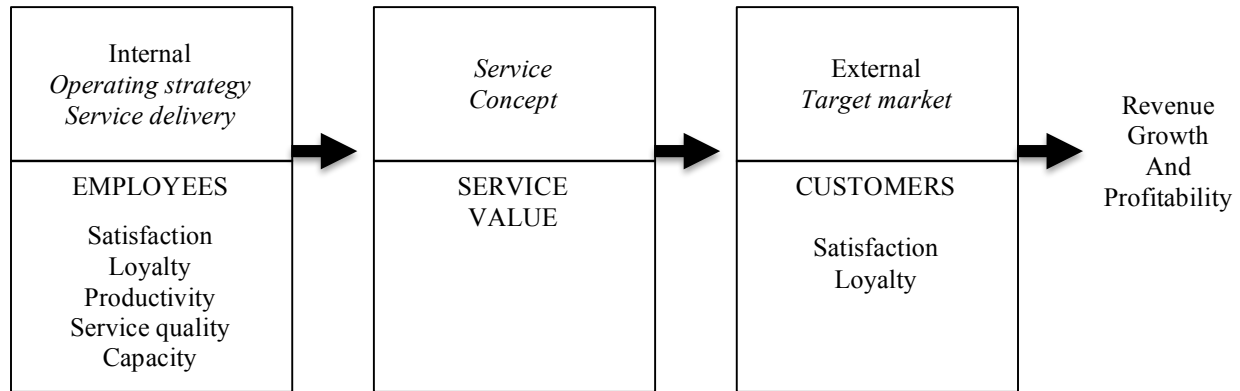 Internal
Operating strategy
Service delivery
EMPLOYEES
Satisfaction
Loyalty
Productivity
Service quality
Capacity
Service
Concept
SERVICE
VALUE
External
Target market
CUSTOMERS
Satisfaction
Loyalty
Revenue
Growth
And
Profitability